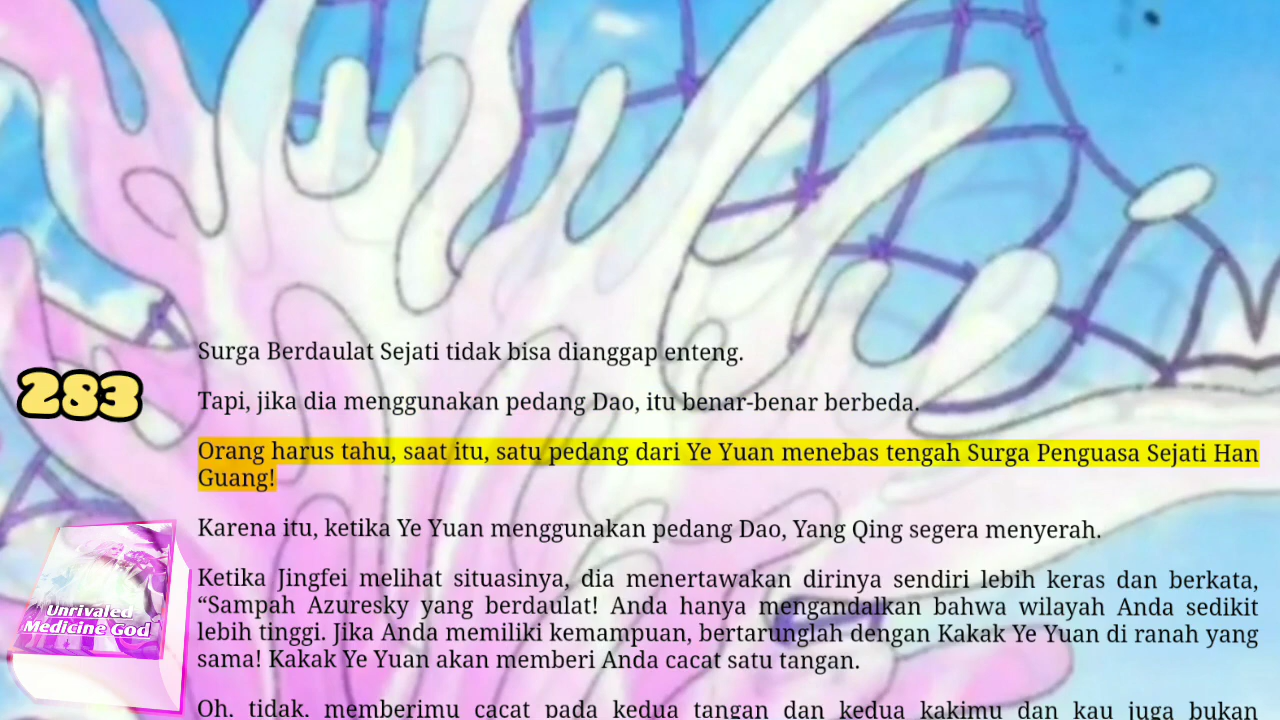 Surga Berdaulat Sejati tidak bisa dianggap enteng.
283
Tapi, jika dia menggunakan pedang Dao, itu benar-benar berbeda.
Orang harus tahu, saat itu, satu pedang dari Ye Yuan menebas tengah Surga Penguasa Sejati Han
Guang!
Karena itu, ketika Ye Yuan menggunakan pedang Dao, Yang Qing segera menyerah.
Ketika Jingfei melihat situasinya, dia menertawakan dirinya sendiri lebih keras dan berkata,
“Sampah Azuresky yang berdaulat! Anda hanya mengandalkan bahwa wilayah Anda sedikit
lebih tinggi. Jika Anda memiliki kemampuan, bertarunglah dengan Kakak Ye Yuan di ranah yang
sama! Kakak Ye Yuan akan memberi Anda cacat satu tangan.
Oh, tidak, memberimu cacat pada kedua tangan dan kedua kakimu dan kau juga bukan
Unrivaled
Medicine God